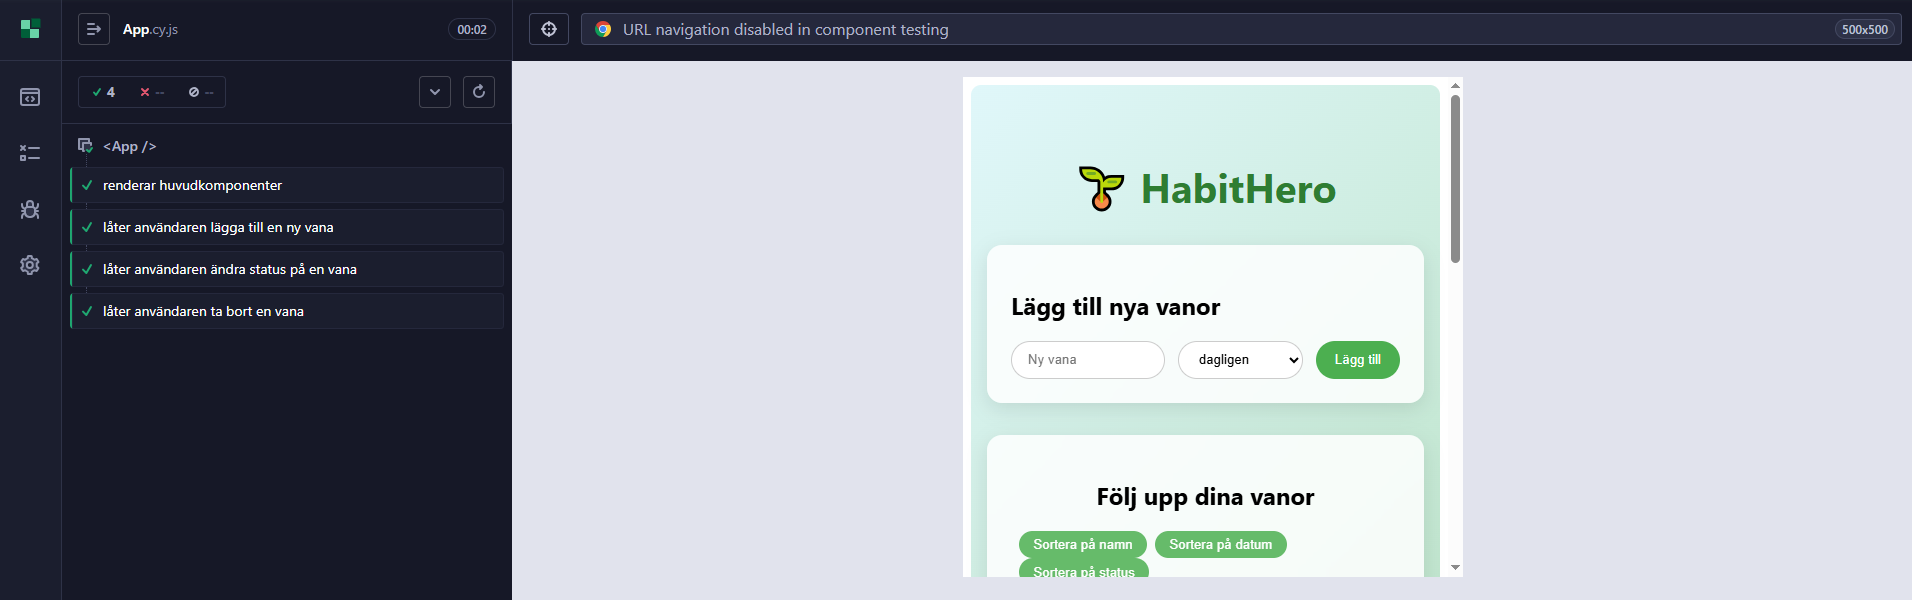 App.cy.js
00:02
URL navigation disabled in component testing
500x500
4
--
--
<App />
renderar huvudkomponenter
låter användaren lägga till en ny vana
låter användaren ändra status på en vana
låter användaren ta bort en vana
HabitHero
Lägg till nya vanor
Ny vana
dagligen
Lägg till
Följ upp dina vanor
Sortera på namn
Sortera på datum
Sortera på status